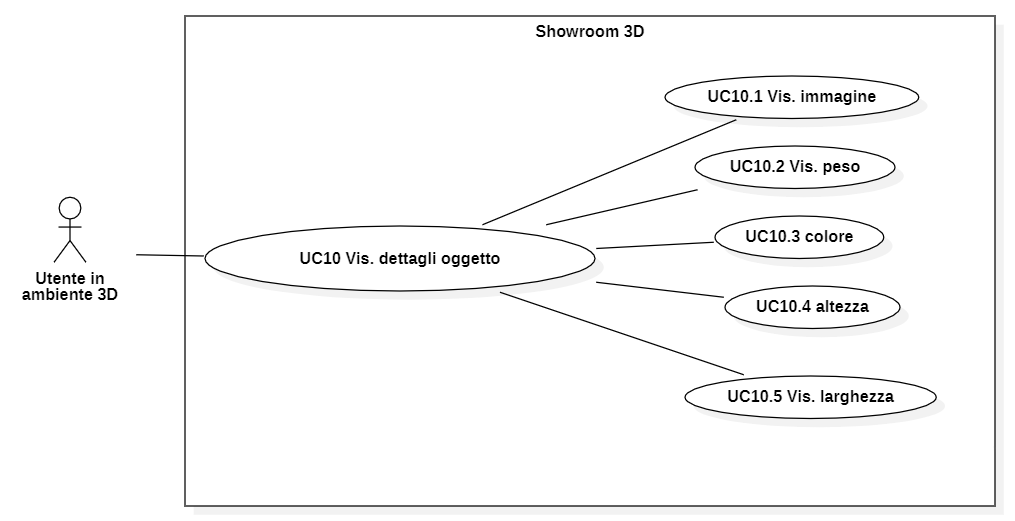 Showroom 3D
UC10.1 Vis. immagine
UC10.2 Vis. peso
UC10.3 colore
UC10 Vis. dettagli oggetto
Utente in
ambiente 3D
UC10.4 altezza
UC10.5 Vis. larghezza